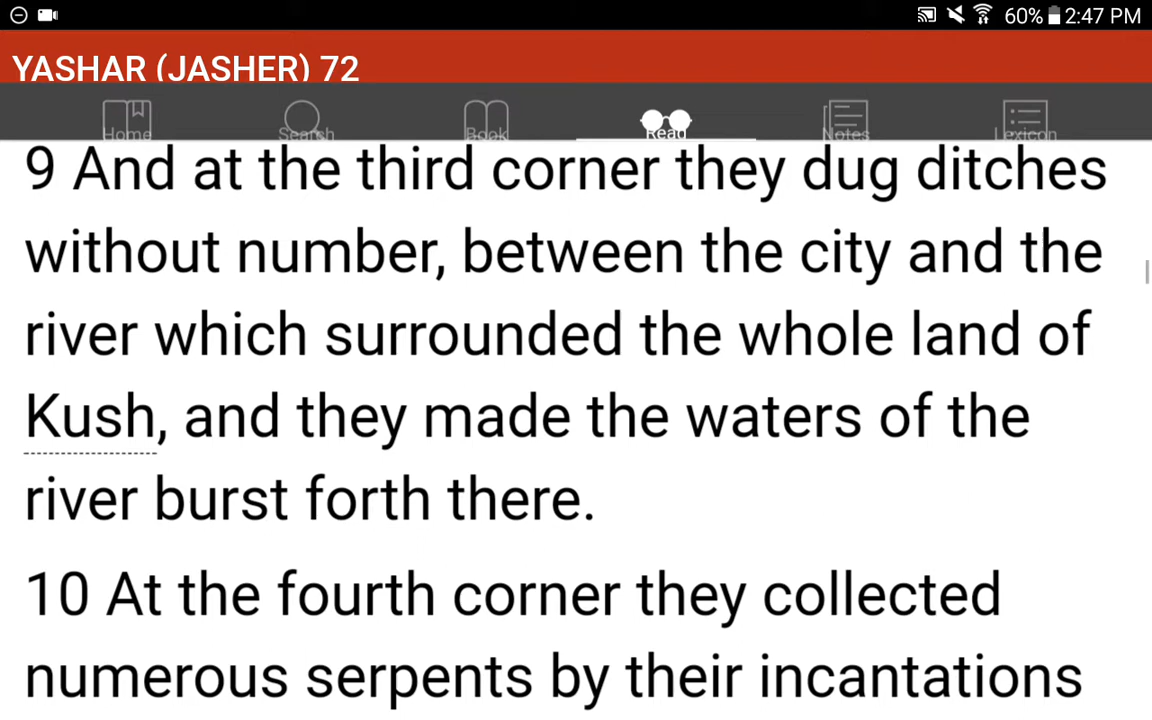 60% 2:47 PM
YASHAR (JASHER) 72
Home Search Book Read Notes Lexicon
9 And at the third corner they dug ditches
without number, between the city and the
river which surrounded the whole land of
Kush, and they made the waters of the
river burst forth there.
10 At the fourth corner they collected
numerous serpents by their incantations